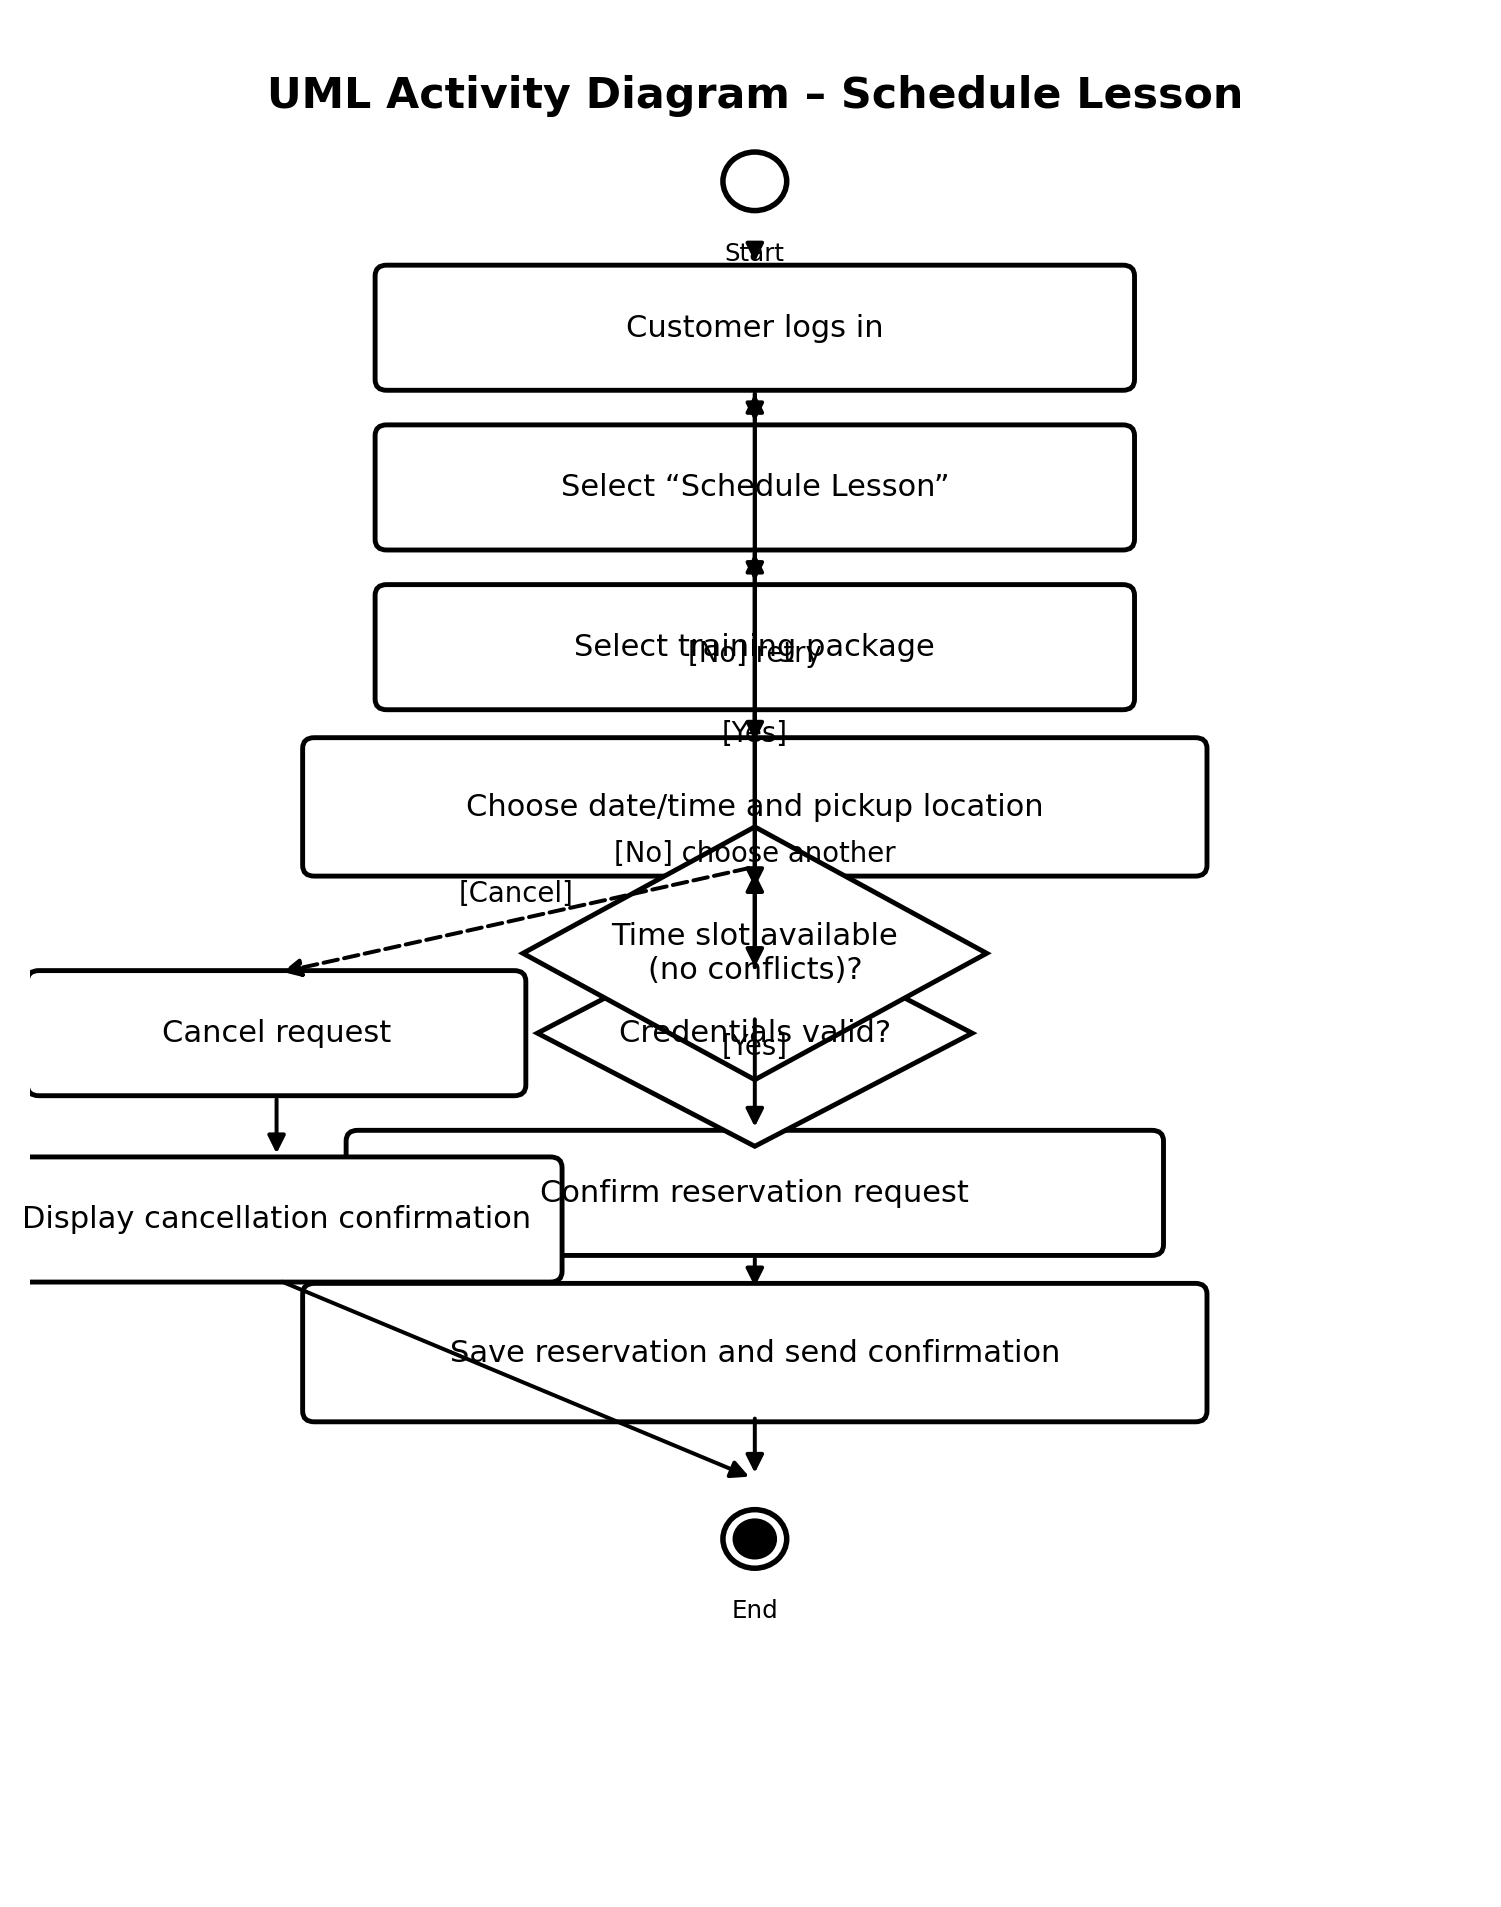 UML Activity Diagram – Schedule Lesson
Start
Customer logs in
Select “Schedule Lesson”
Select training package
[No] retry
[Yes]
Choose date/time and pickup location
[No] choose another
[Cancel]
Time slot available
(no conflicts)?
Cancel request
Credentials valid?
[Yes]
Confirm reservation request
Display cancellation confirmation
Save reservation and send confirmation
End